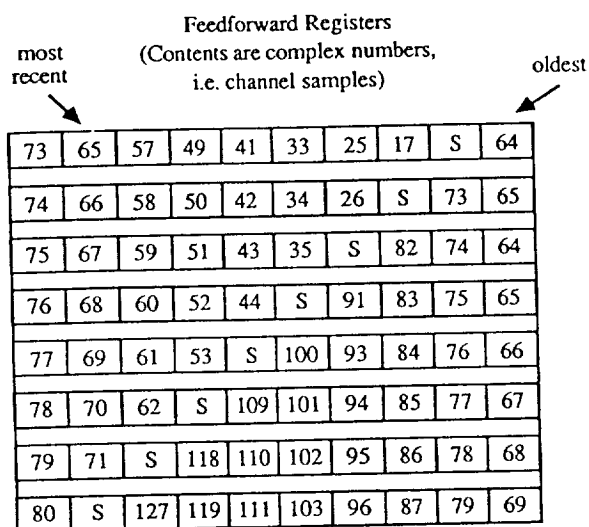 Feedforward Registers
(Contents are complex numbers,
i.e. channel samples)
most
recent
oldest
73 65 57 49 41 33 25 17 S 64
74 66 58 50 42 34 26 S 73 65
75 67 59 51 43 35 S 82 74 64
76 68 60 52 44 S 91 83 75 65
77 69 61 53 S 100 93 84 76 66
78 70 62 S 109 101 94 85 77 67
79 71 S 118 110 102 95 86 78 68
80 S 127 119 111 103 96 87 79 69